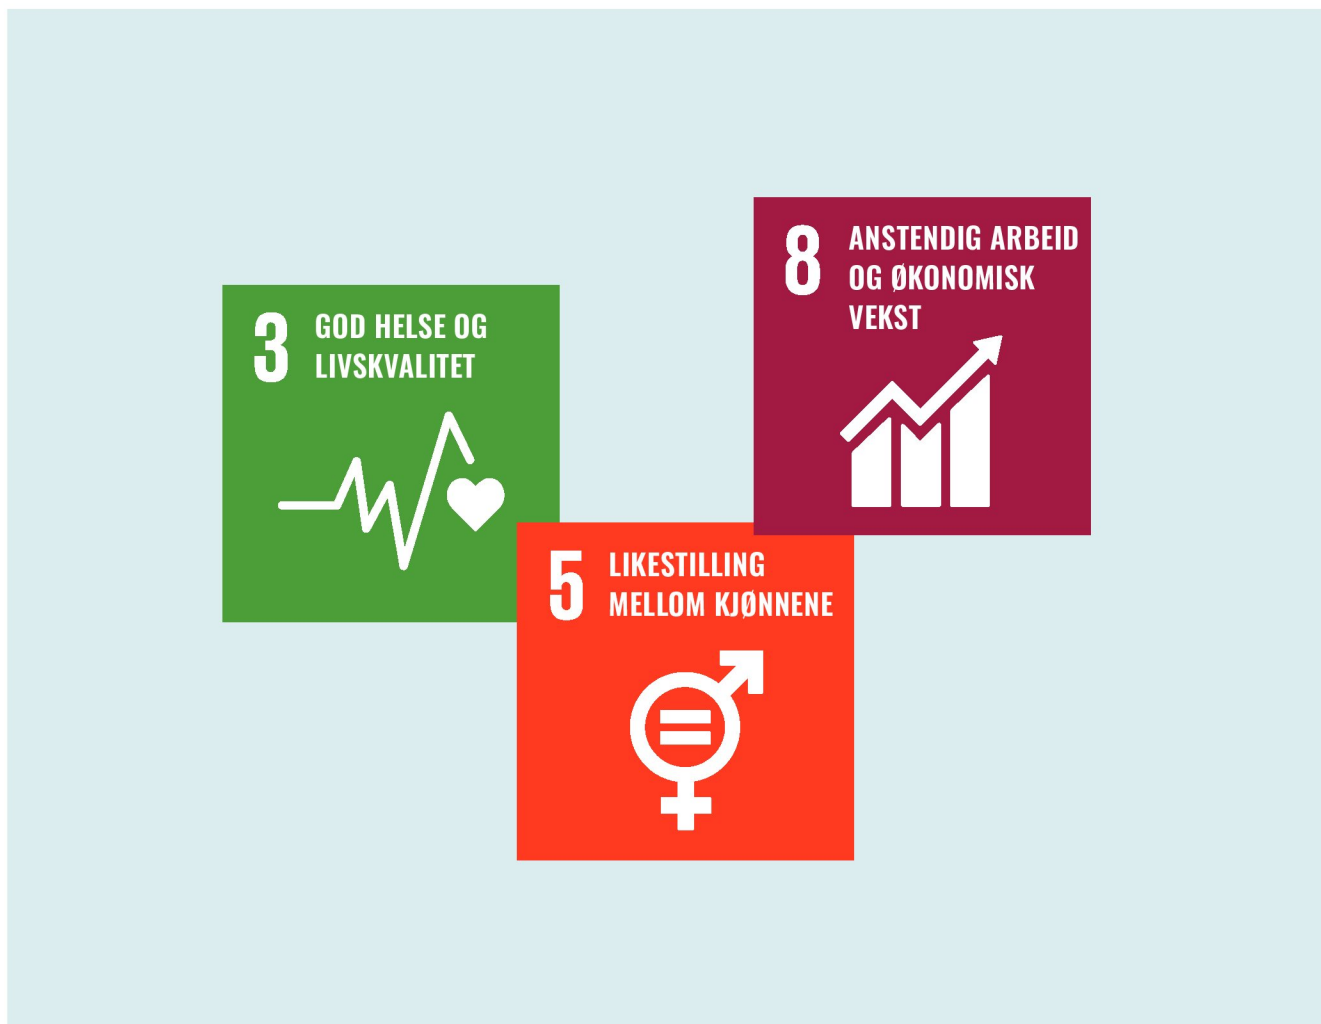 3
GOD HELSE OG
LIVSKVALITET
5
LIKESTILLING
MELLOM KJØNNENE
8
ANSTENDIG ARBEID
OG ØKONOMISK
VEKST